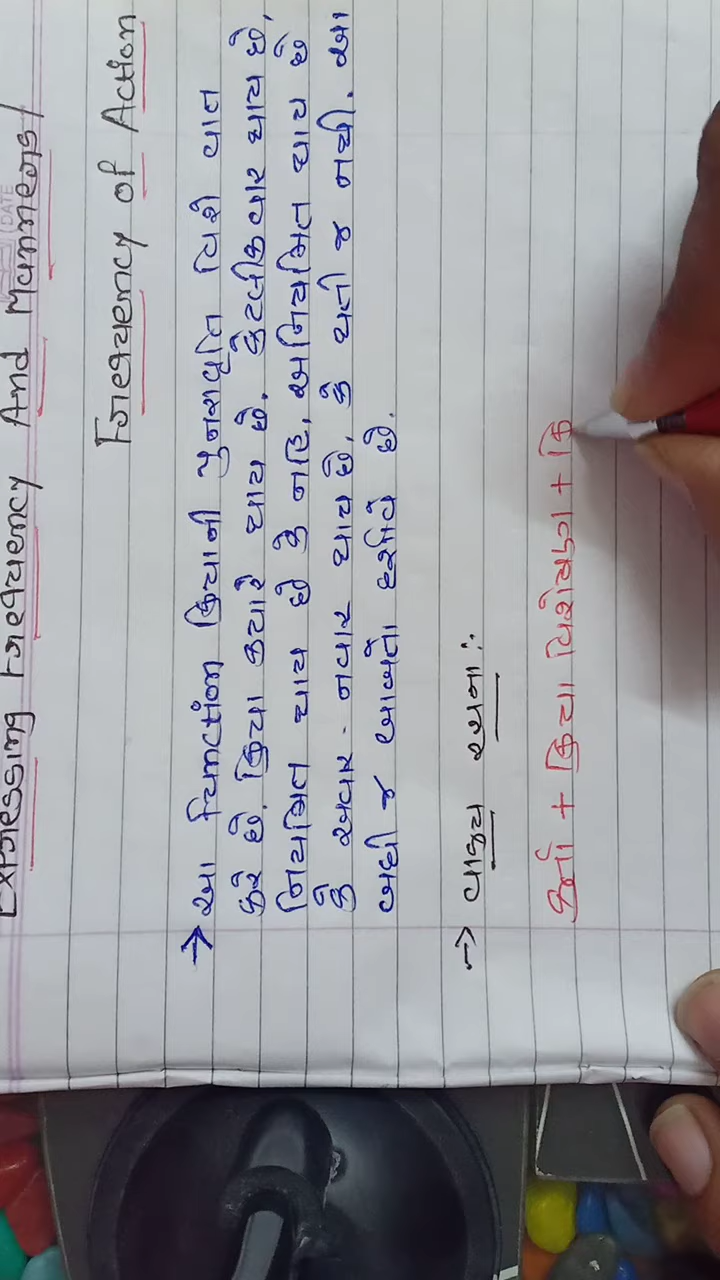 Expressing Frequency And Manners/
DATE
Frequency of Action
→ આ Function ક્રિયાની પુનરાવૃતિ વિશે વાત
કરે છે. ક્રિયા ક્યારે થાય છે. કેટલીકવાર થાય છે,
નિયમિત થાય છે કે નહિ, અનિયમિત થાય છે
કે અવાર-નવાર થાય છે, કે થતી જ નથી. આ
બધી જ બાબતો દર્શાવે છે.
→ વાક્ય રચના :-
કર્તા + ક્રિયા વિશેષણ + ક્રિ